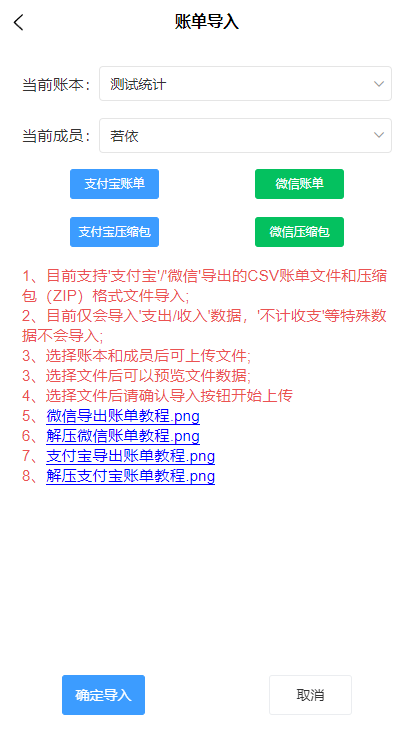 账单导入
当前账本： 测试统计
当前成员： 若依
支付宝账单 微信账单
支付宝压缩包 微信压缩包
1、目前支持'支付宝'/'微信'导出的CSV账单文件和压缩
包（ZIP）格式文件导入;
2、目前仅会导入'支出/收入'数据，'不计收支'等特殊数
据不会导入;
3、选择账本和成员后可上传文件;
3、选择文件后可以预览文件数据;
4、选择文件后请确认导入按钮开始上传
5、微信导出账单教程.png
6、解压微信账单教程.png
7、支付宝导出账单教程.png
8、解压支付宝账单教程.png
确定导入 取消